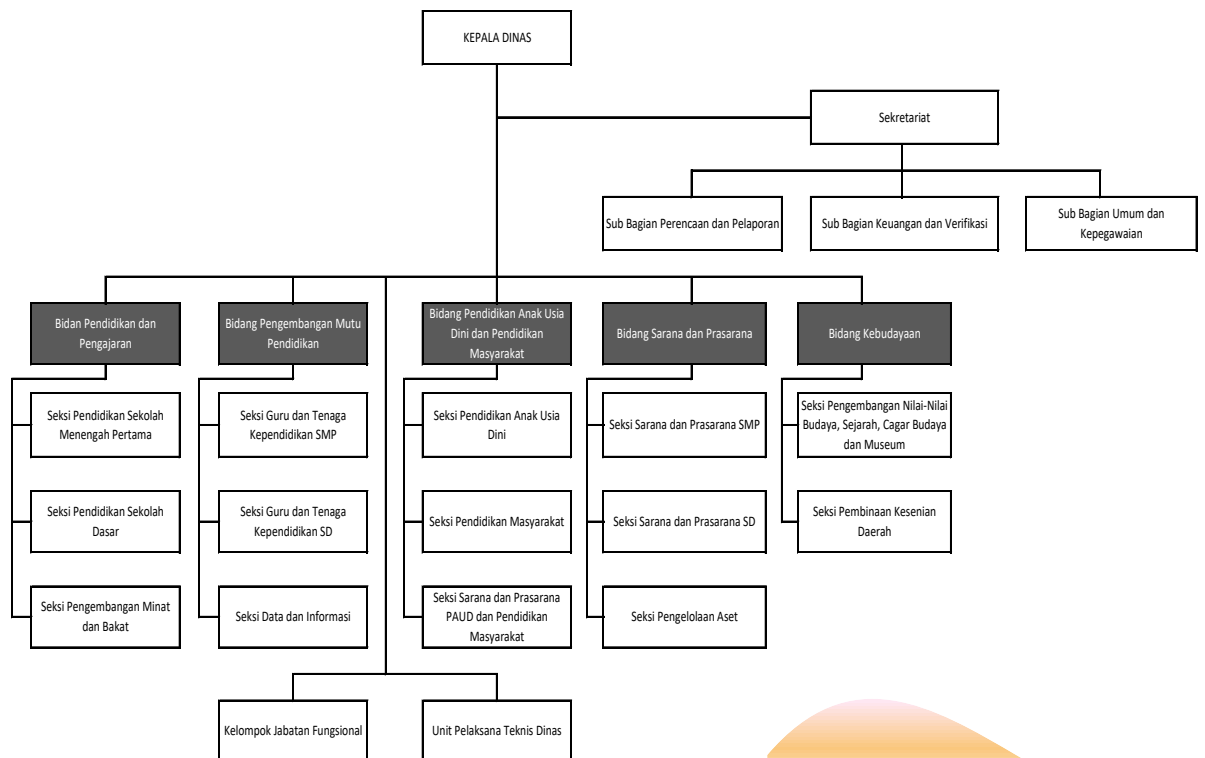 KEPALA DINAS
Sekretariat
Sub Bagian Perencaan dan Pelaporan
Sub Bagian Keuangan dan Verifikasi
Sub Bagian Umum dan
Kepegawaian
Bidan Pendidikan dan
Pengajaran
Bidang Pengembangan Mutu
Pendidikan
Bidang Pendidikan Anak Usia
Dini dan Pendidikan
Masyarakat
Bidang Sarana dan Prasarana
Bidang Kebudayaan
Seksi Pendidikan Sekolah
Menengah Pertama
Seksi Guru dan Tenaga
Kependidikan SMP
Seksi Pendidikan Anak Usia
Dini
Seksi Sarana dan Prasarana SMP
Seksi Pengembangan Nilai-Nilai
Budaya, Sejarah, Cagar Budaya
dan Museum
Seksi Pendidikan Sekolah
Dasar
Seksi Guru dan Tenaga
Kependidikan SD
Seksi Pendidikan Masyarakat
Seksi Sarana dan Prasarana SD
Seksi Pembinaan Kesenian
Daerah
Seksi Pengembangan Minat
dan Bakat
Seksi Data dan Informasi
Seksi Sarana dan Prasarana
PAUD dan Pendidikan
Masyarakat
Seksi Pengelolaan Aset
Kelompok Jabatan Fungsional
Unit Pelaksana Teknis Dinas